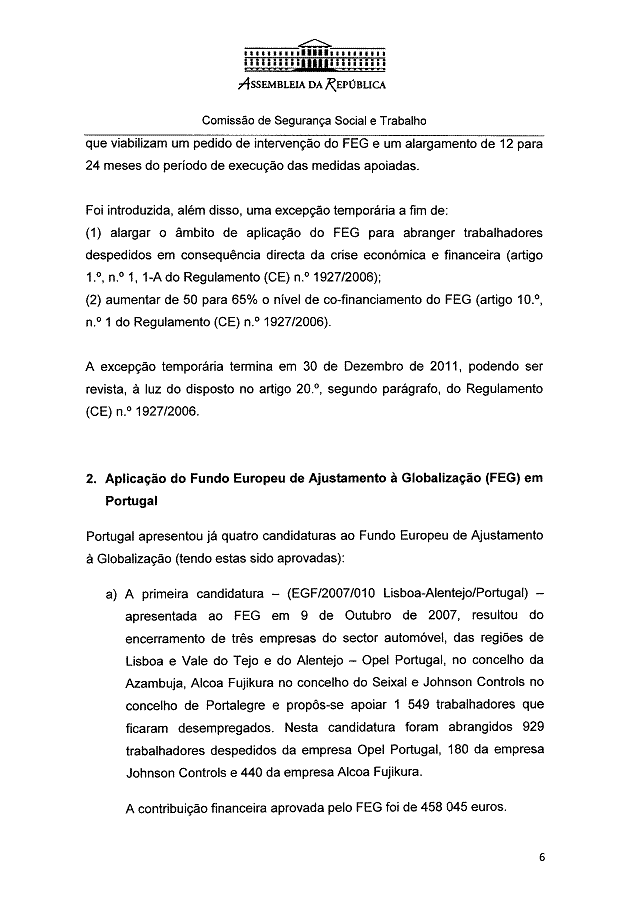 ASSEMBLEIA DA REPÚBLICA
Comissão de Segurança Social e Trabalho
que viabilizam um pedido de intervenção do FEG e um alargamento de 12 para
24 meses do período de execução das medidas apoiadas.
Foi introduzida, além disso, uma excepção temporária a fim de:
(1) alargar o âmbito de aplicação do FEG para abranger trabalhadores
despedidos em consequência directa da crise económica e financeira (artigo
1.º, n.º 1, 1-A do Regulamento (CE) n.º 1927/2006);
(2) aumentar de 50 para 65% o nível de co-financiamento do FEG (artigo 10.º,
n.º 1 do Regulamento (CE) n.º 1927/2006).
A excepção temporária termina em 30 de Dezembro de 2011, podendo ser
revista, à luz do disposto no artigo 20.º, segundo parágrafo, do Regulamento
(CE) n.º 1927/2006.
2. Aplicação do Fundo Europeu de Ajustamento à Globalização (FEG) em
Portugal
Portugal apresentou já quatro candidaturas ao Fundo Europeu de Ajustamento
à Globalização (tendo estas sido aprovadas):
a) A primeira candidatura – (EGF/2007/010 Lisboa-Alentejo/Portugal) –
apresentada ao FEG em 9 de Outubro de 2007, resultou do
encerramento de três empresas do sector automóvel, das regiões de
Lisboa e Vale do Tejo e do Alentejo – Opel Portugal, no concelho da
Azambuja, Alcoa Fujikura no concelho do Seixal e Johnson Controls no
concelho de Portalegre e propôs-se apoiar 1 549 trabalhadores que
ficaram desempregados. Nesta candidatura foram abrangidos 929
trabalhadores despedidos da empresa Opel Portugal, 180 da empresa
Johnson Controls e 440 da empresa Alcoa Fujikura.
A contribuição financeira aprovada pelo FEG foi de 458 045 euros.
6